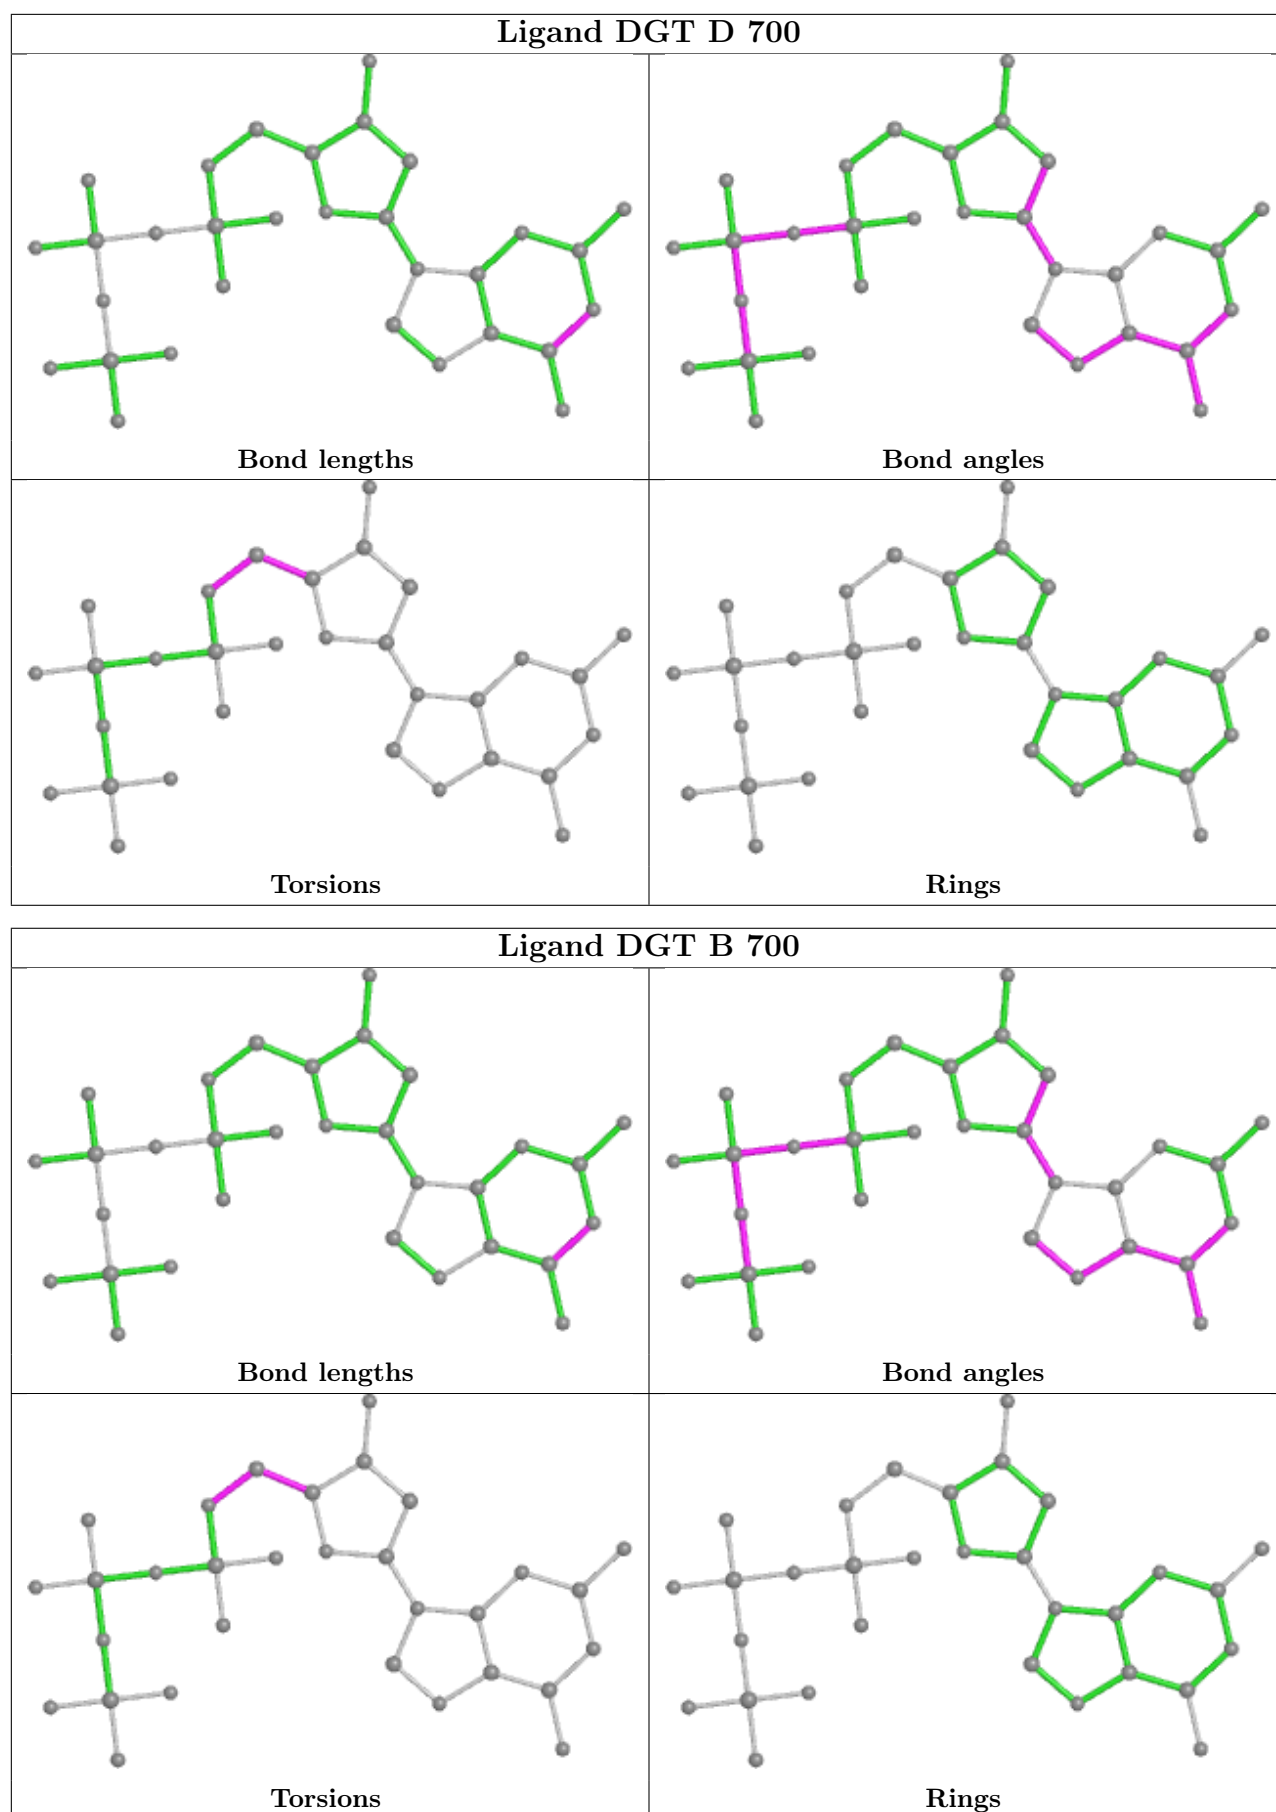 Ligand DGT D 700
Bond lengths
Bond angles
Torsions
Rings
Ligand DGT B 700
Bond lengths
Bond angles
Torsions
Rings